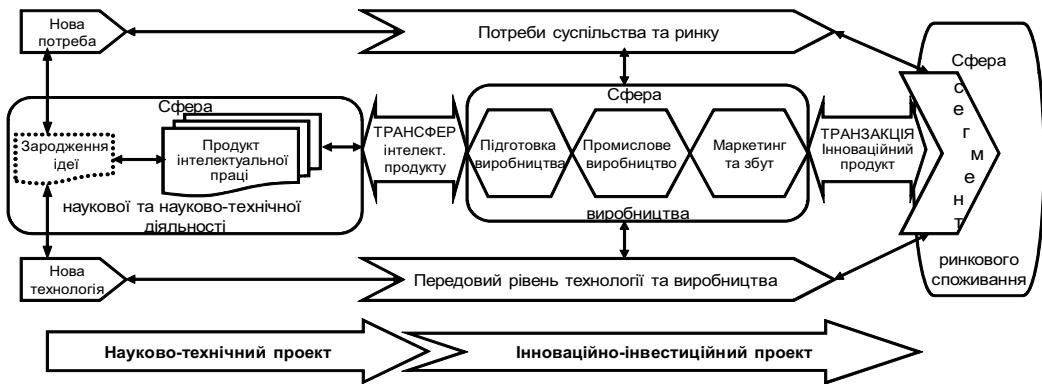 Нова
потреба
Потреби суспільства та ринку
Сфера
Зародження
ідеї
Продукт
інтелектуальної
праці
наукової та науково-технічної
діяльності
ТРАНСФЕР
інтелект.
продукту
Сфера
Підготовка
виробництва
Промислове
виробництво
Маркетинг
та збут
виробництва
ТРАНЗАКЦІЯ
Інноваційний
продукт
Сфера
сегмент
ринкового
споживання
Нова
технологія
Передовий рівень технології та виробництва
Науково-технічний проект
Інноваційно-інвестиційний проект